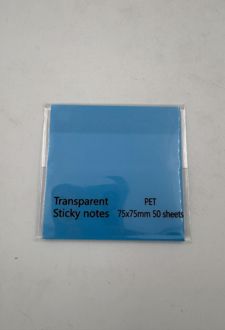 Transparent PET
Sticky notes 75x75mm 50 sheets